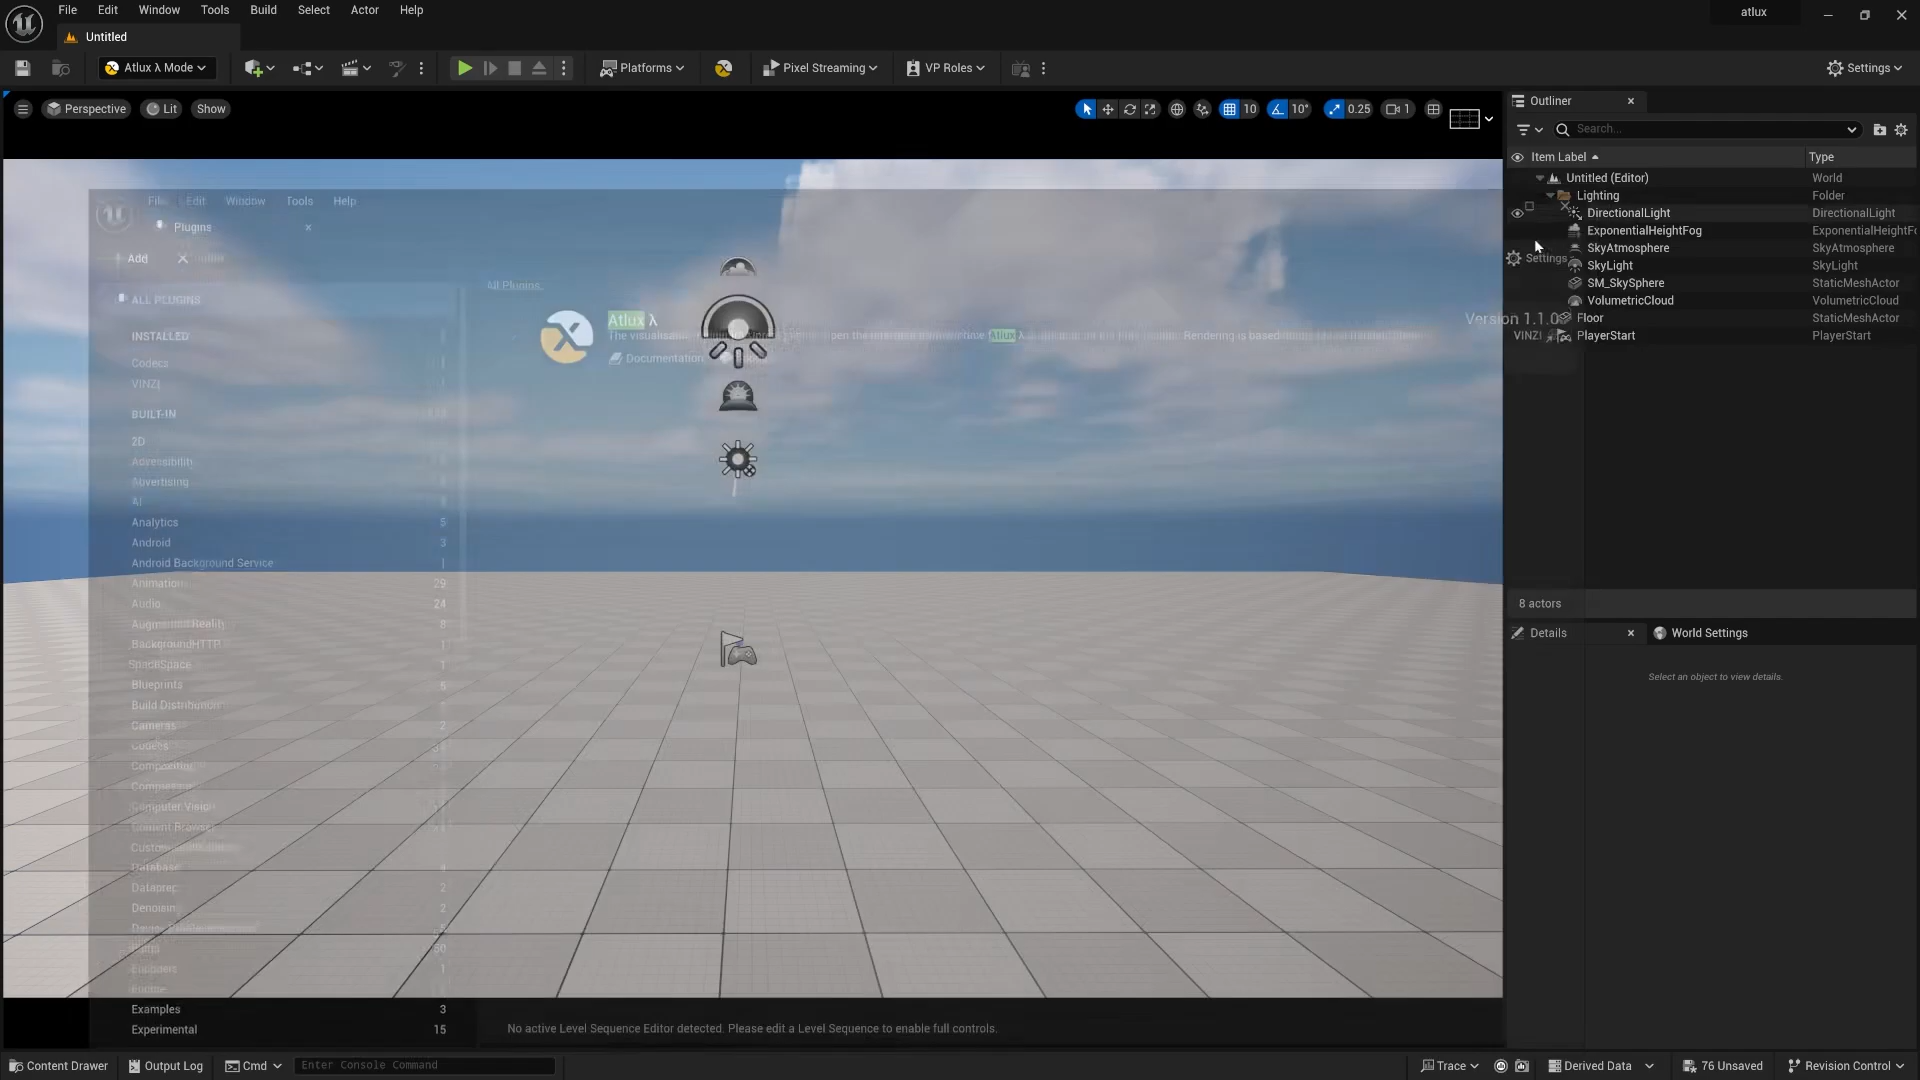 File Edit Window Tools Build Select Actor Help
atlux
Untitled
Atlux λ Mode
Platforms
Pixel Streaming
VP Roles
Settings
Perspective
Lit
Show
10
10°
0.25
1
Outliner
Search...
Item Label
Type
Untitled (Editor)
World
Lighting
Folder
DirectionalLight
DirectionalLight
ExponentialHeightFog
ExponentialHeightFo
SkyAtmosphere
SkyAtmosphere
SkyLight
SkyLight
SM_SkySphere
StaticMeshActor
VolumetricCloud
VolumetricCloud
Floor
StaticMeshActor
PlayerStart
PlayerStart
8 actors
Details
World Settings
Select an object to view details.
File Edit Window Tools Help
Plugins
Add
Settings
ALL PLUGINS
All Plugins
INSTALLED
Codecs
VINZI
BUILT-IN
2D
Accessibility
Advertising
AI
Analytics 5
Android 3
Android Background Service 1
Animation 29
Audio 24
Augmented Reality 8
BackgroundHTTP 1
Blueprints
Build Distribution
Cameras 2
Codecs
Compositing
Computer Vision
Content Browser
Database 4
Dataprep 2
Denoising 2
Examples 3
Experimental 15
Atlux λ
The visualisation
Atlux
Rendering is based
Documentation
Version 1.1.0
VINZI
No active Level Sequence Editor detected. Please edit a Level Sequence to enable full controls.
Content Drawer
Output Log
Cmd
Enter Console Command
Trace
Derived Data
76 Unsaved
Revision Control